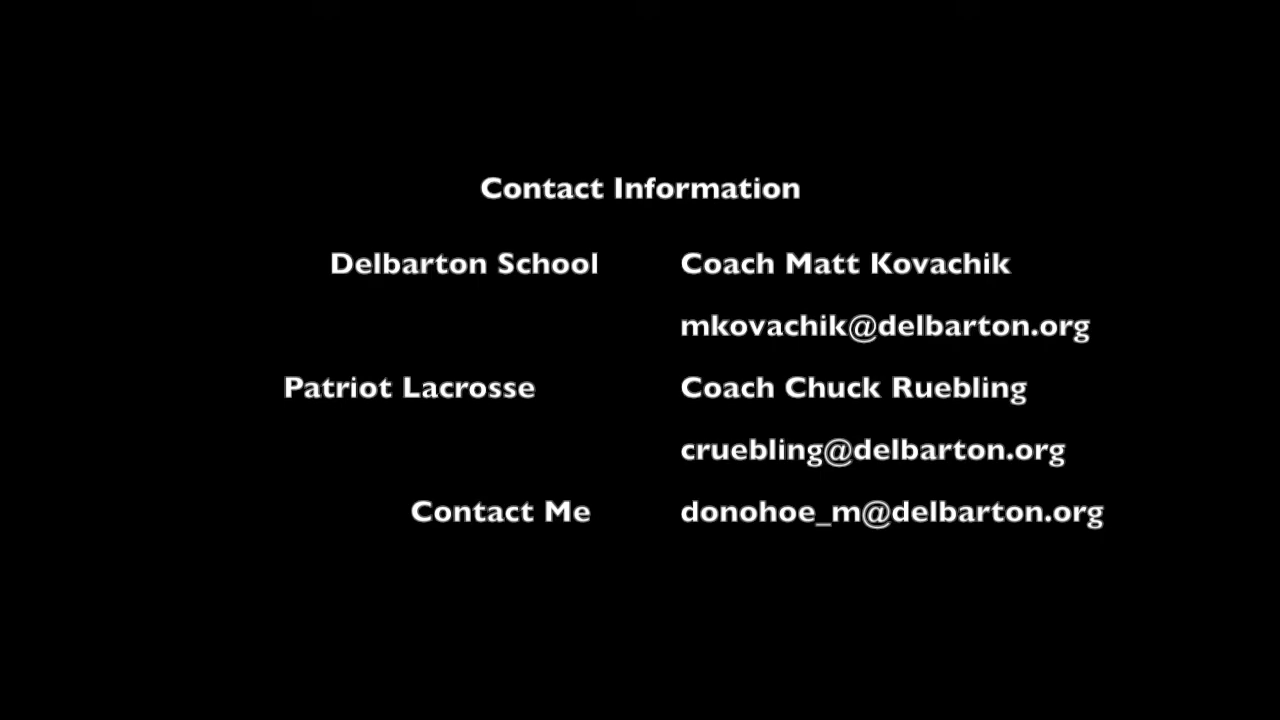 Contact Information
Delbarton School Coach Matt Kovachik
mkovachik@delbarton.org
Patriot Lacrosse Coach Chuck Ruebling
cruebling@delbarton.org
Contact Me donohoe_m@delbarton.org